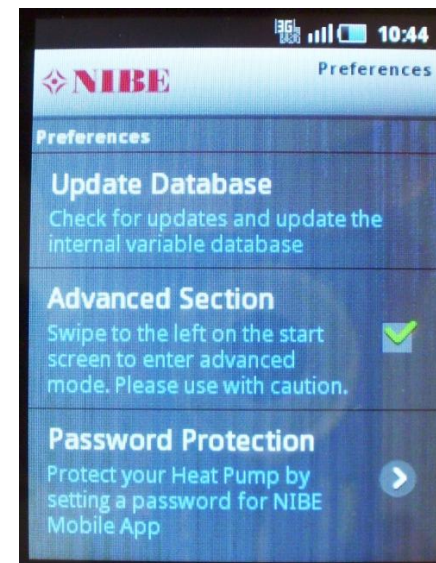 3G 10:44
NIBE Preferences
Preferences
Update Database
Check for updates and update the
internal variable database
Advanced Section
Swipe to the left on the start
screen to enter advanced
mode. Please use with caution.
Password Protection
Protect your Heat Pump by
setting a password for NIBE
Mobile App